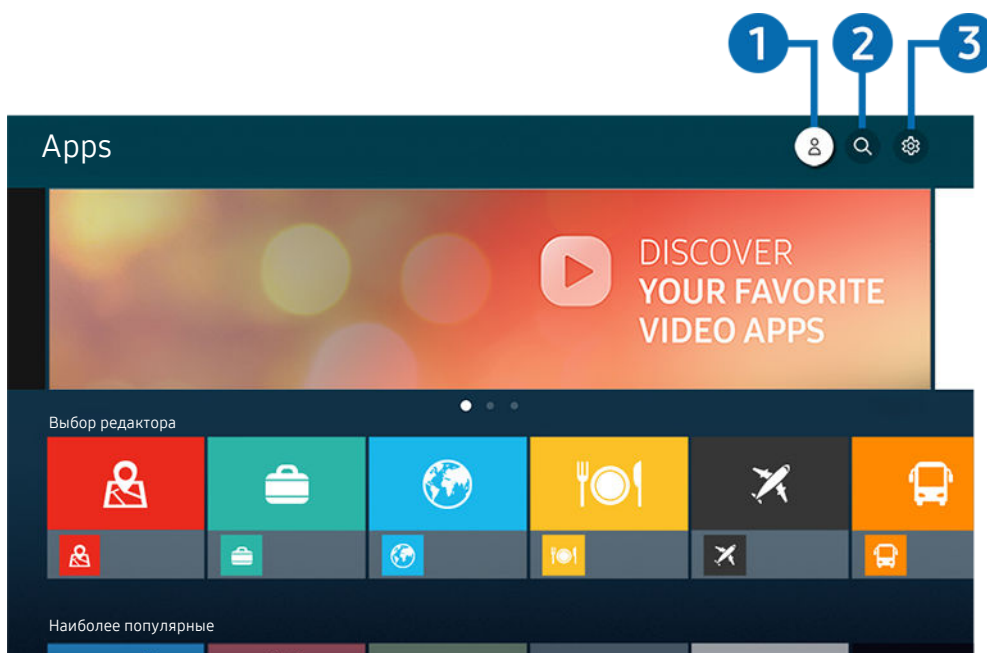 1 2 3
Apps
DISCOVER
YOUR FAVORITE
VIDEO APPS
Выбор редактора
Наиболее популярные